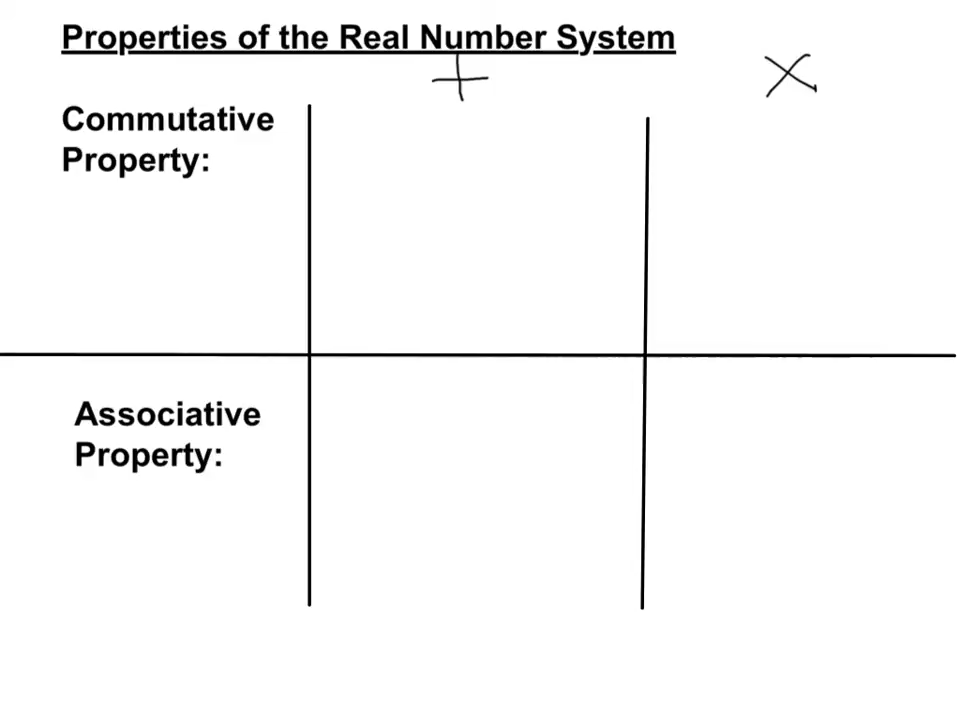 Properties of the Real Number System
+ ×
Commutative
Property:
Associative
Property: